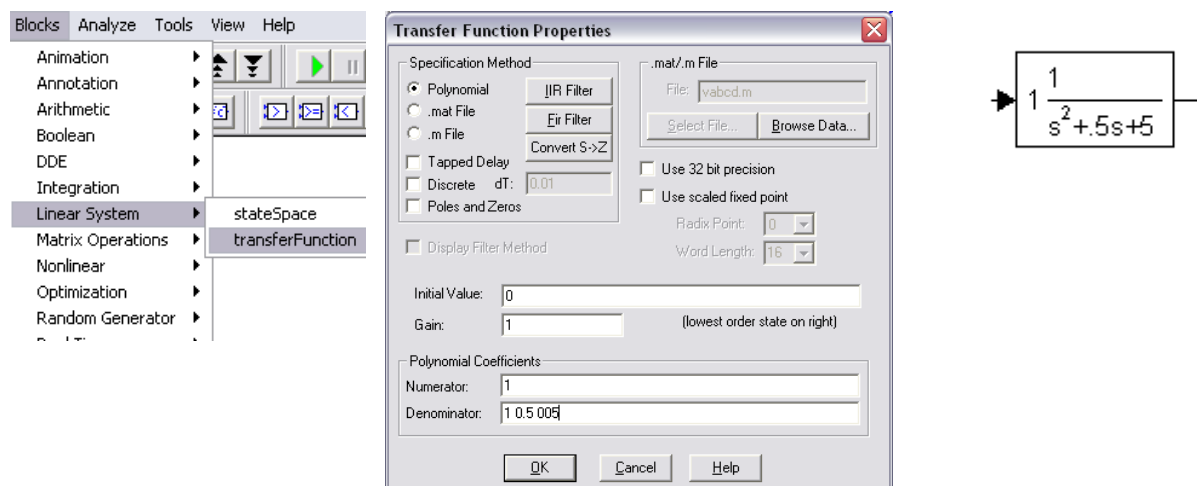 Blocks Analyze Tools View Help
Animation
Annotation
Arithmetic
Boolean
DDE
Integration
Linear System
Matrix Operations
Nonlinear
Optimization
Random Generator
stateSpace
transferFunction
Transfer Function Properties
Specification Method
Polynomial
.mat File
.m File
Tapped Delay
Discrete dT: 0.01
Poles and Zeros
IIR Filter
Fir Filter
Convert S->Z
Display Filter Method
.mat/.m File
File: vabcd.m
Select File... Browse Data...
Use 32 bit precision
Use scaled fixed point
Radix Point: 0
Word Length: 16
Initial Value: 0
Gain: 1 (lowest order state on right)
Polynomial Coefficients
Numerator: 1
Denominator: 1 0.5 005
OK Cancel Help
1
1
s²+.5s+5